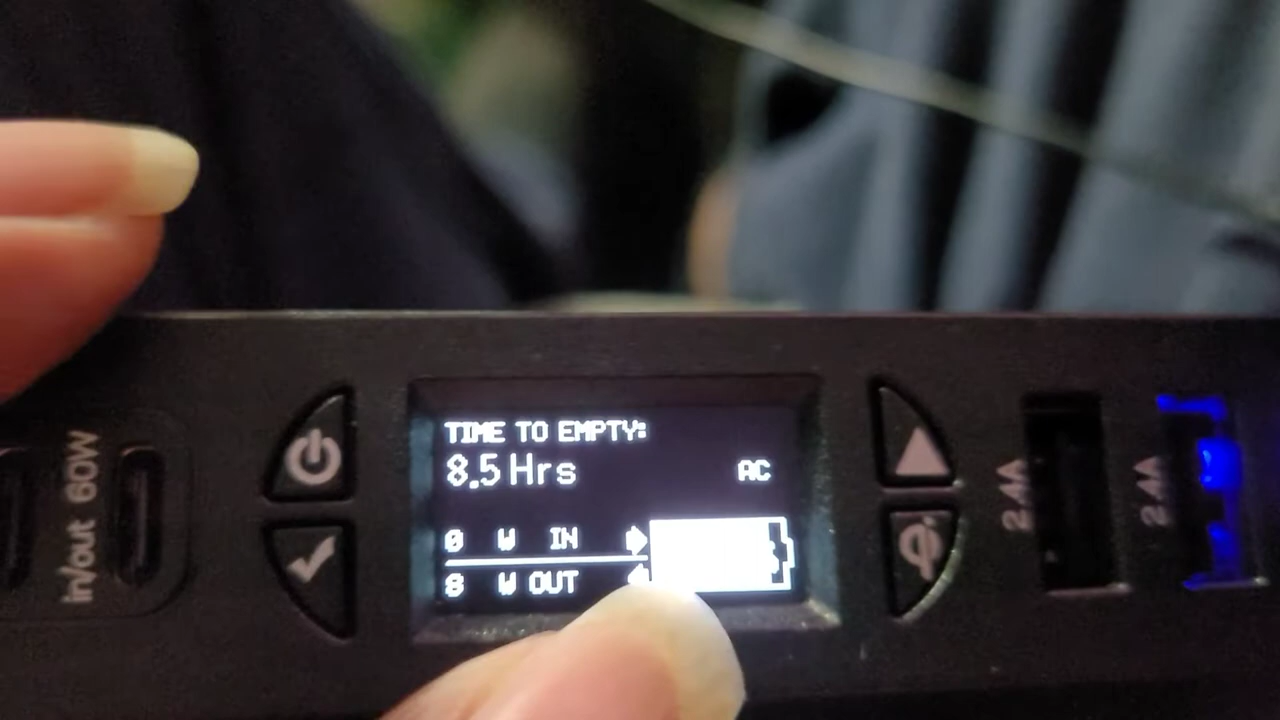 in/out 60W
TIME TO EMPTY:
8.5 Hrs
AC
0 W IN
8 W OUT
2.4A
2.4A